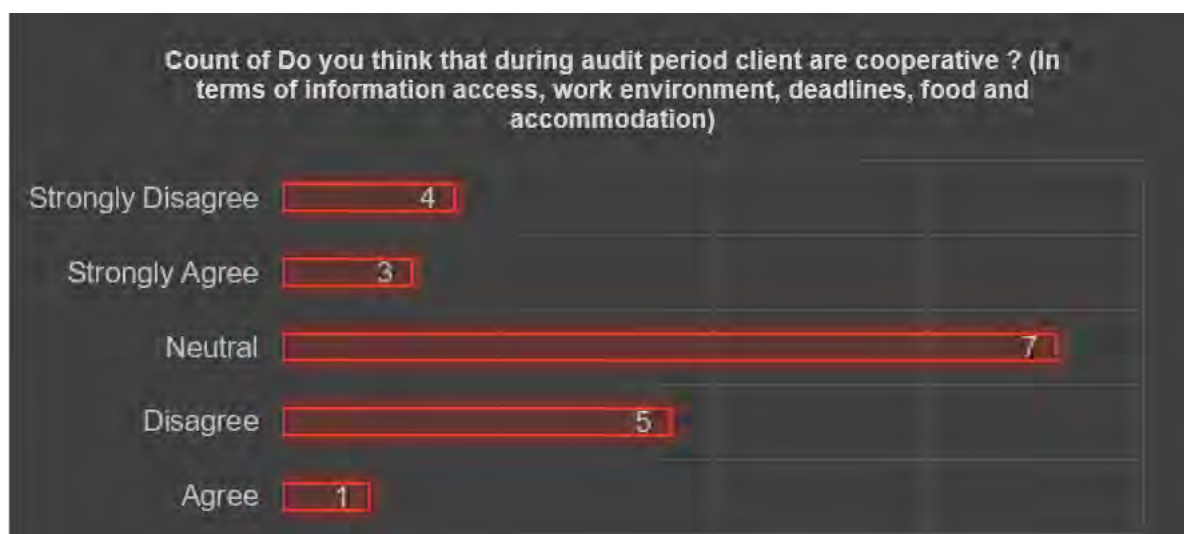 Count of Do you think that during audit period client are cooperative ? (In
terms of information access, work environment, deadlines, food and
accommodation)
Strongly Disagree 4
Strongly Agree 3
Neutral 7
Disagree 5
Agree 1